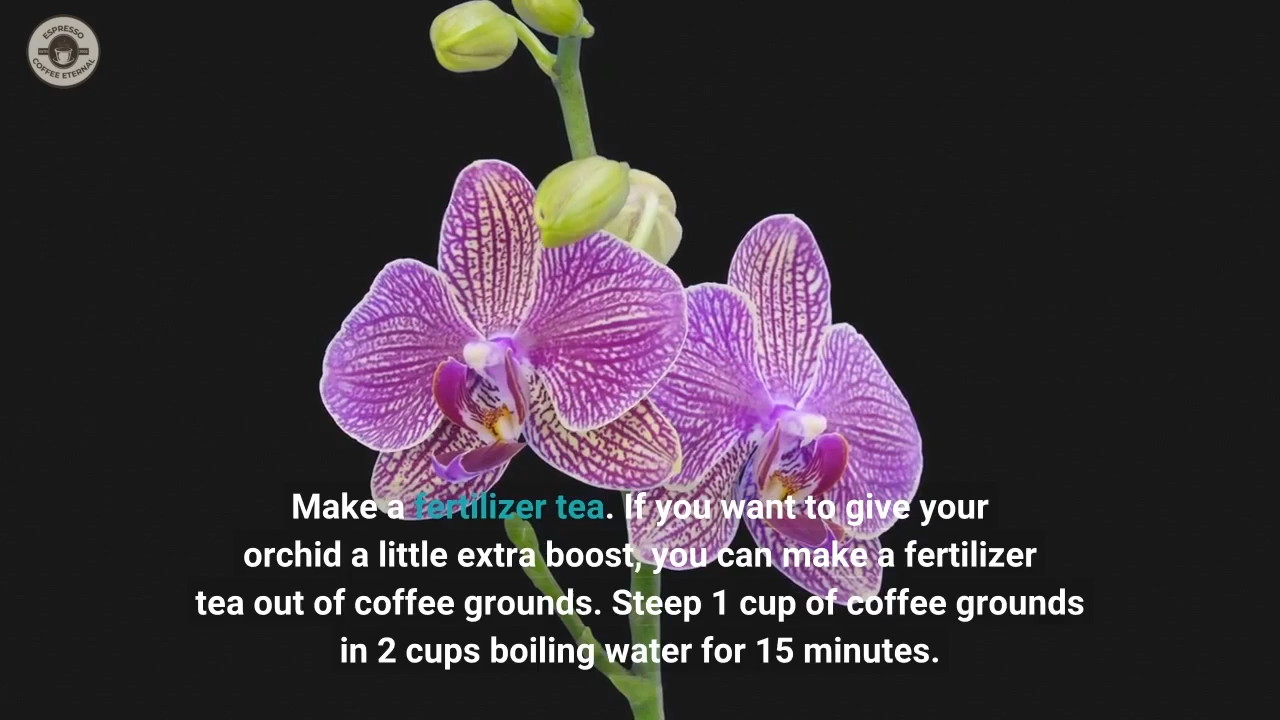 ESPRESSO
COFFEE ETERNAL
Make a fertilizer tea. If you want to give your
orchid a little extra boost, you can make a fertilizer
tea out of coffee grounds. Steep 1 cup of coffee grounds
in 2 cups boiling water for 15 minutes.